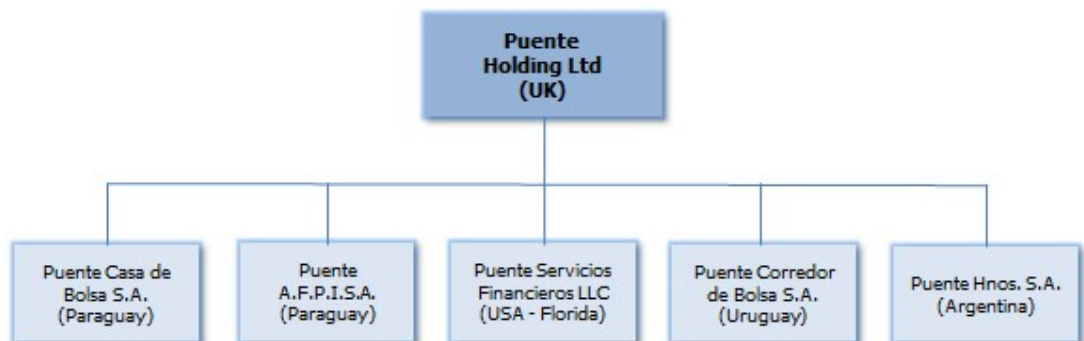 Puente
Holding Ltd
(UK)
Puente Casa de
Bolsa S.A.
(Paraguay)
Puente
A.F.P.I.S.A.
(Paraguay)
Puente Servicios
Financieros LLC
(USA - Florida)
Puente Corredor
de Bolsa S.A.
(Uruguay)
Puente Hnos. S.A.
(Argentina)